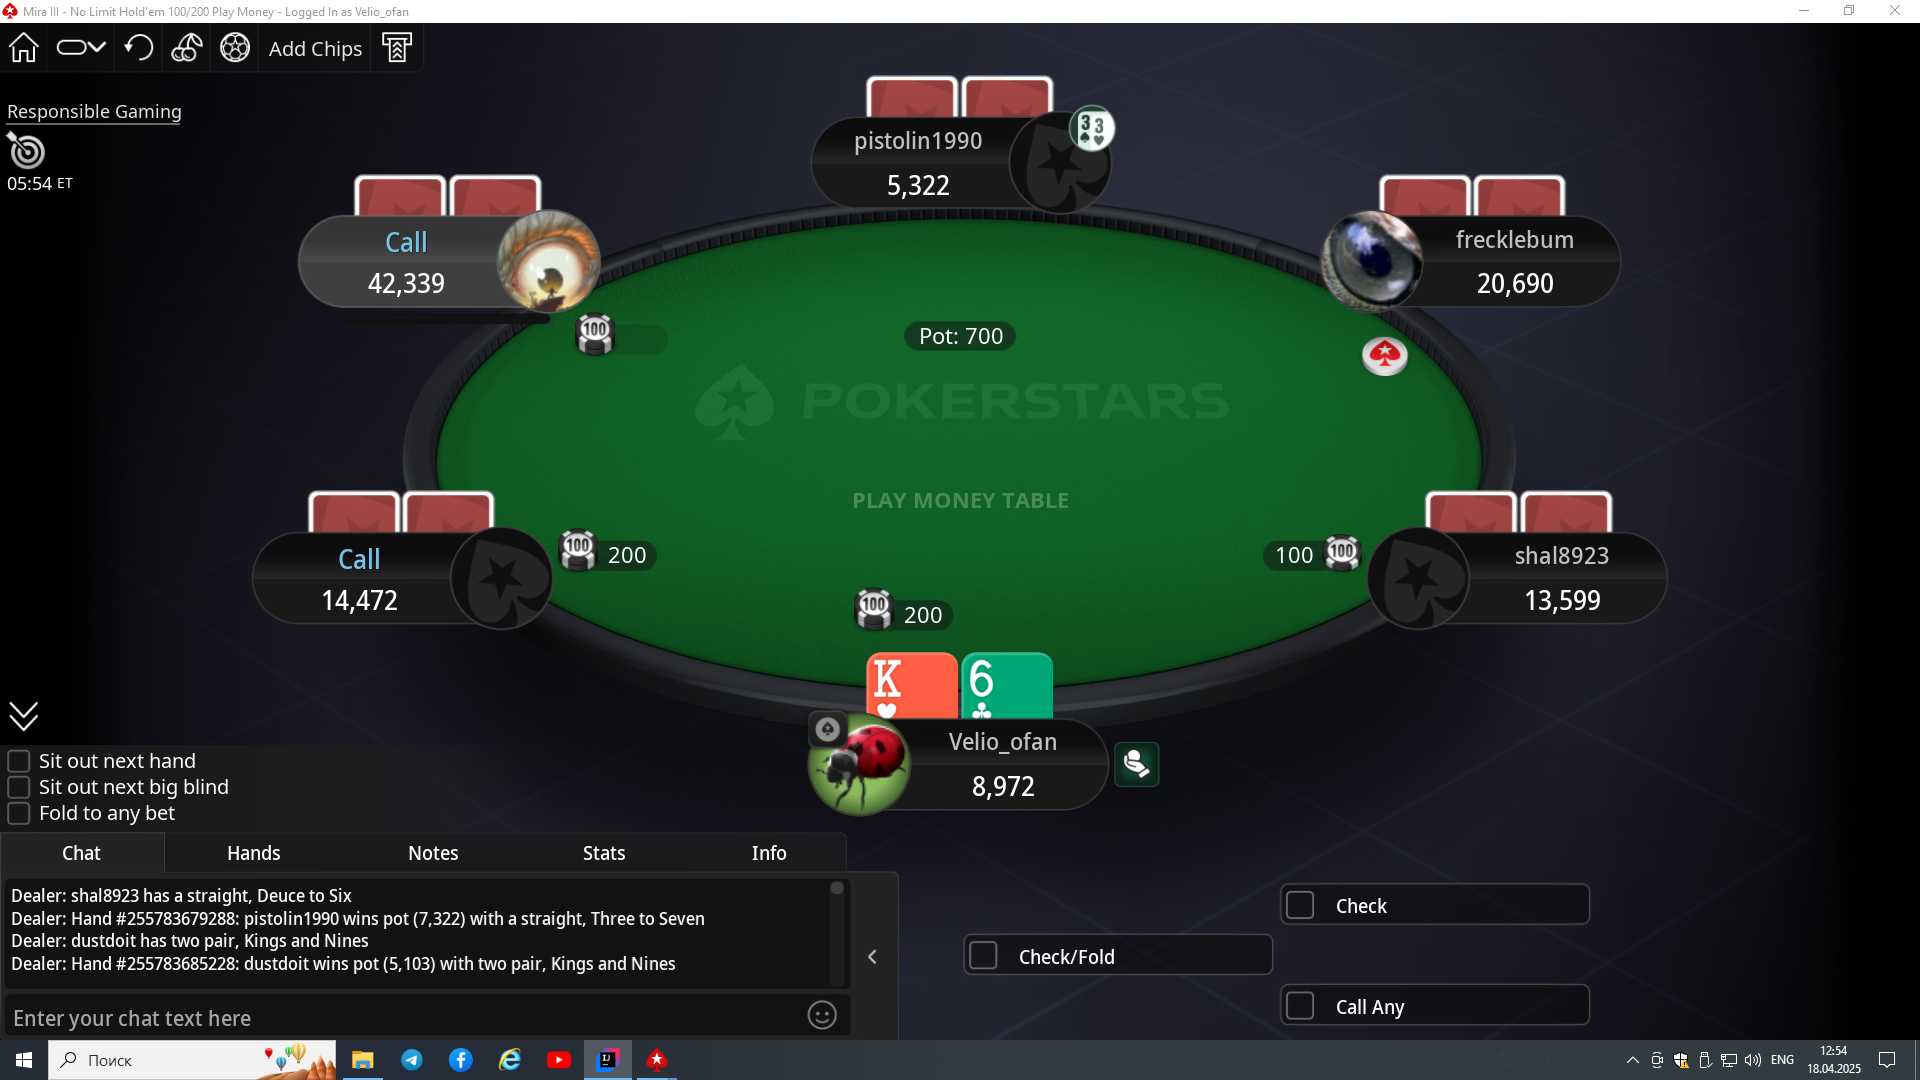 Mira III - No Limit Hold'em 100/200 Play Money - Logged In as Velio_ofan
Add Chips
Responsible Gaming
05:54 ET
pistolin1990
5,322
3 3
Call
42,339
frecklebum
20,690
100
Pot: 700
POKERSTARS
PLAY MONEY TABLE
Call
14,472
100 200
100 100
shal8923
13,599
100 200
K 6
Velio_ofan
8,972
Sit out next hand
Sit out next big blind
Fold to any bet
Chat Hands Notes Stats Info
Dealer: shal8923 has a straight, Deuce to Six
Dealer: Hand #255783679288: pistolin1990 wins pot (7,322) with a straight, Three to Seven
Dealer: dustdoit has two pair, Kings and Nines
Dealer: Hand #255783685228: dustdoit wins pot (5,103) with two pair, Kings and Nines
Enter your chat text here
Check/Fold
Check
Call Any
Поиск
IJ
ENG
12:54
18.04.2025